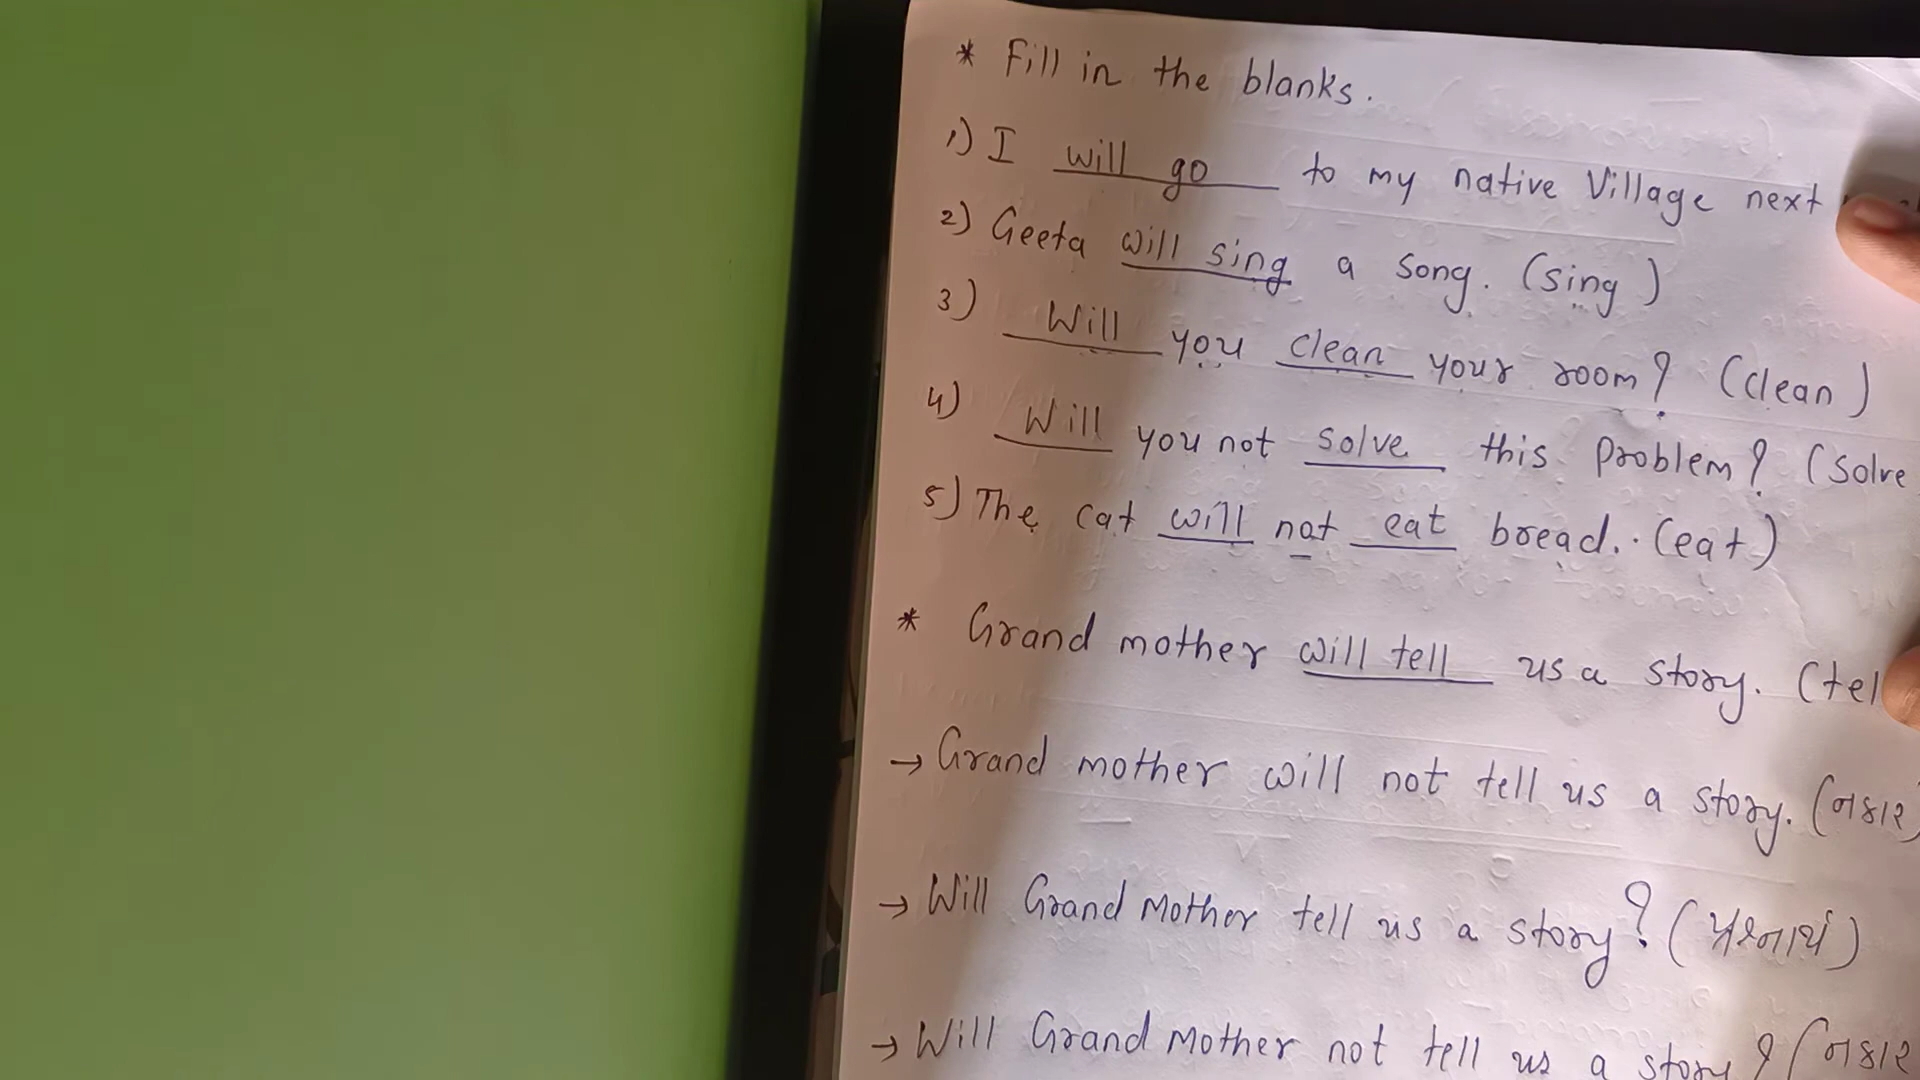 * Fill in the blanks.
1) I will go to my native Village next
2) Geeta will sing a song. (sing)
3) Will you clean your room? (clean)
4) Will you not solve this Problem? (Solve
5) The cat will not eat bread. (eat)
* Grand mother will tell us a story. (tel
→ Grand mother will not tell us a story. (નકાર)
→ Will Grand Mother tell us a story? (પ્રશ્નાર્થ)
→ Will Grand Mother not tell us a story? (નકાર